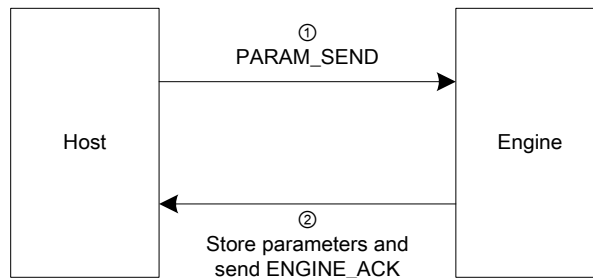 ①
PARAM_SEND
Host
Engine
②
Store parameters and
send ENGINE_ACK